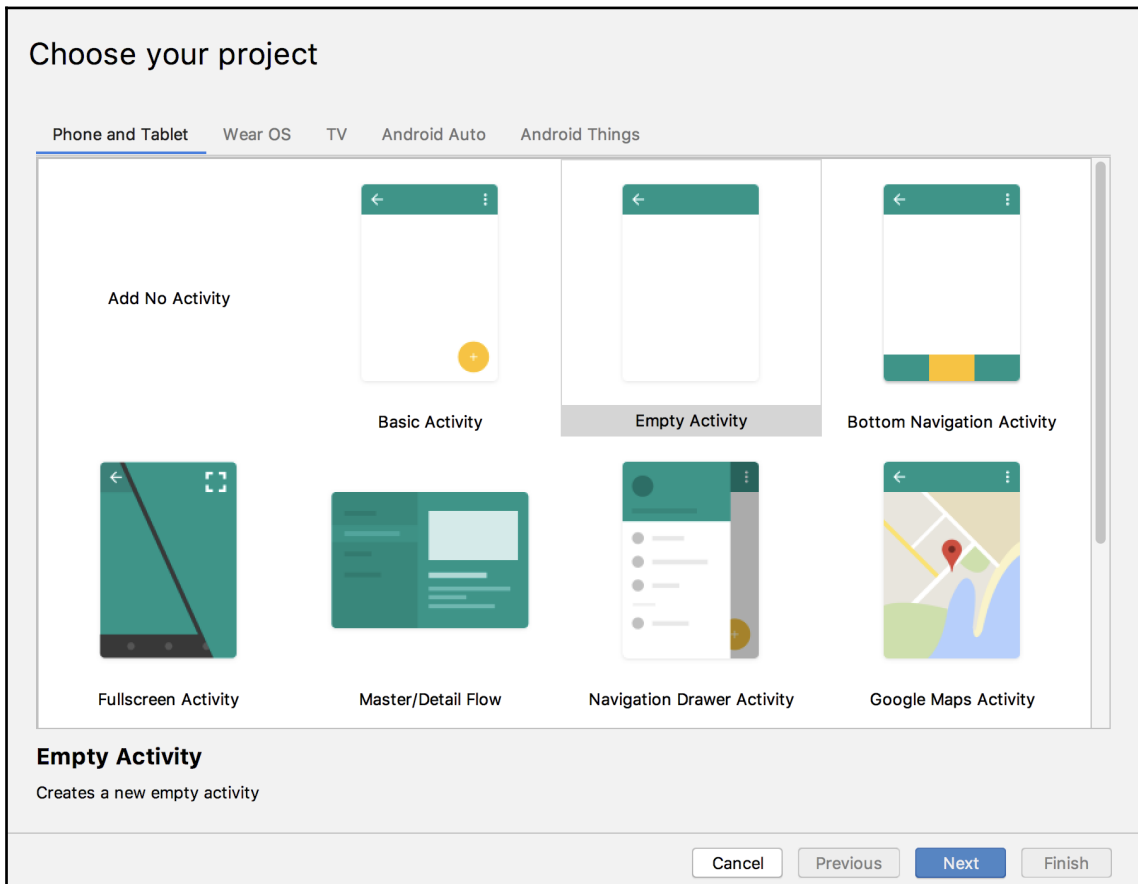 Choose your project
Phone and Tablet Wear OS TV Android Auto Android Things
Add No Activity
Basic Activity
Empty Activity
Bottom Navigation Activity
Fullscreen Activity
Master/Detail Flow
Navigation Drawer Activity
Google Maps Activity
Empty Activity
Creates a new empty activity
Cancel Previous Next Finish